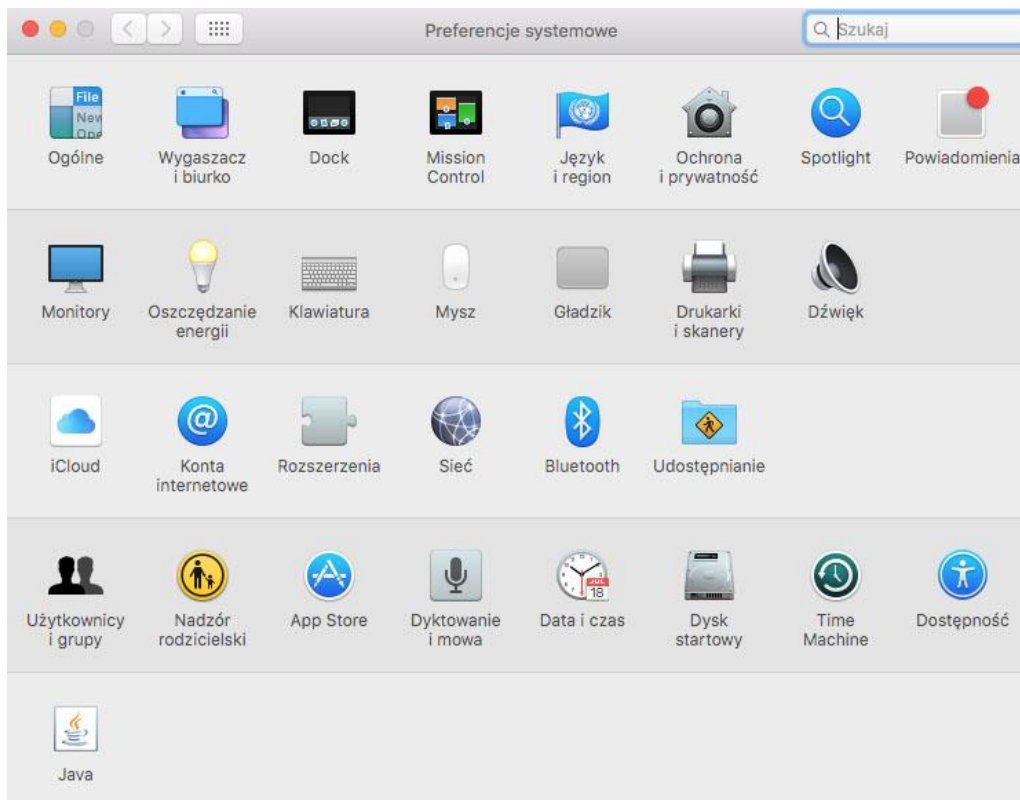 Preferencje systemowe
Szukaj
File
New
Ope
Ogólne
Wygaszacz
i biurko
Dock
Mission
Control
Język
i region
Ochrona
i prywatność
Spotlight
Powiadomienia
Monitory
Oszczędzanie
energii
Klawiatura
Mysz
Gładzik
Drukarki
i skanery
Dźwięk
iCloud
@
Konta
internetowe
Rozszerzenia
Sieć
Bluetooth
Udostępnianie
Użytkownicy
i grupy
Nadzór
rodzicielski
App Store
Dyktowanie
i mowa
JUL
18
Data i czas
Dysk
startowy
Time
Machine
Dostępność
Java